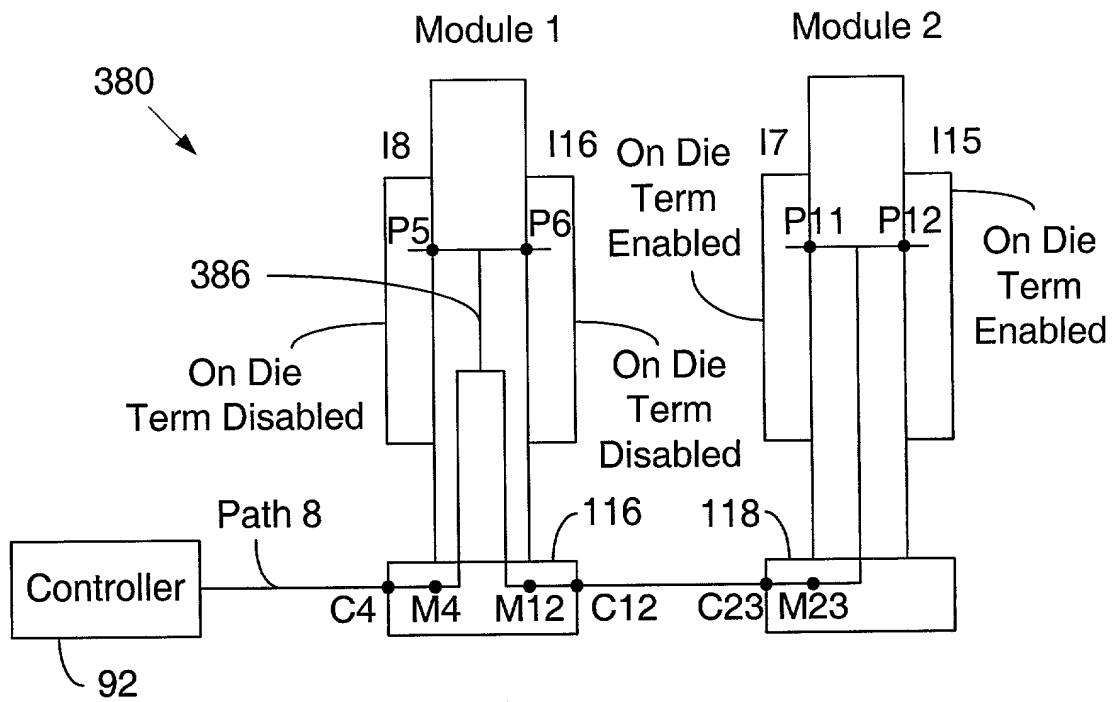 Module 1
Module 2
380
I8
I16
On Die
Term
Enabled
I7
I15
P5
P6
P11
P12
On Die
Term
Enabled
386
On Die
Term Disabled
On Die
Term
Disabled
Path 8
116
118
Controller
C4
M4
M12
C12
C23
M23
92